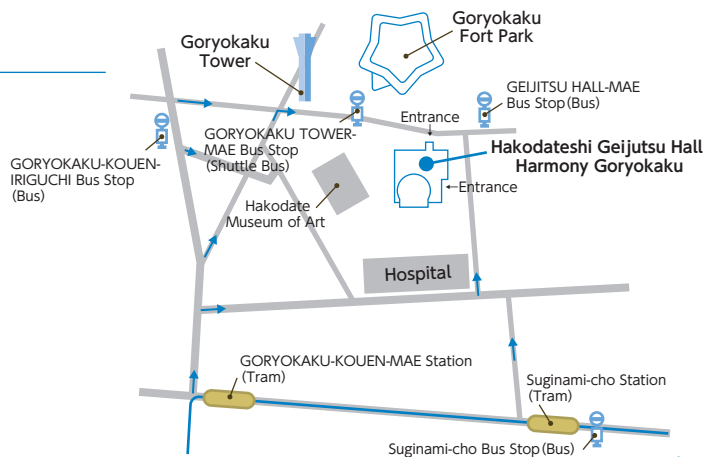 Goryokaku
Fort Park
Goryokaku
Tower
GEIJITSU HALL-MAE
Bus Stop(Bus)
Entrance
GORYOKAKU TOWER-
MAE Bus Stop
(Shuttle Bus)
GORYOKAKU-KOUEN-
IRIGUCHI Bus Stop
(Bus)
Hakodateshi Geijutsu Hall
Harmony Goryokaku
Entrance
Hakodate
Museum of Art
Hospital
GORYOKAKU-KOUEN-MAE Station
(Tram)
Suginami-cho Station
(Tram)
Suginami-cho Bus Stop(Bus)